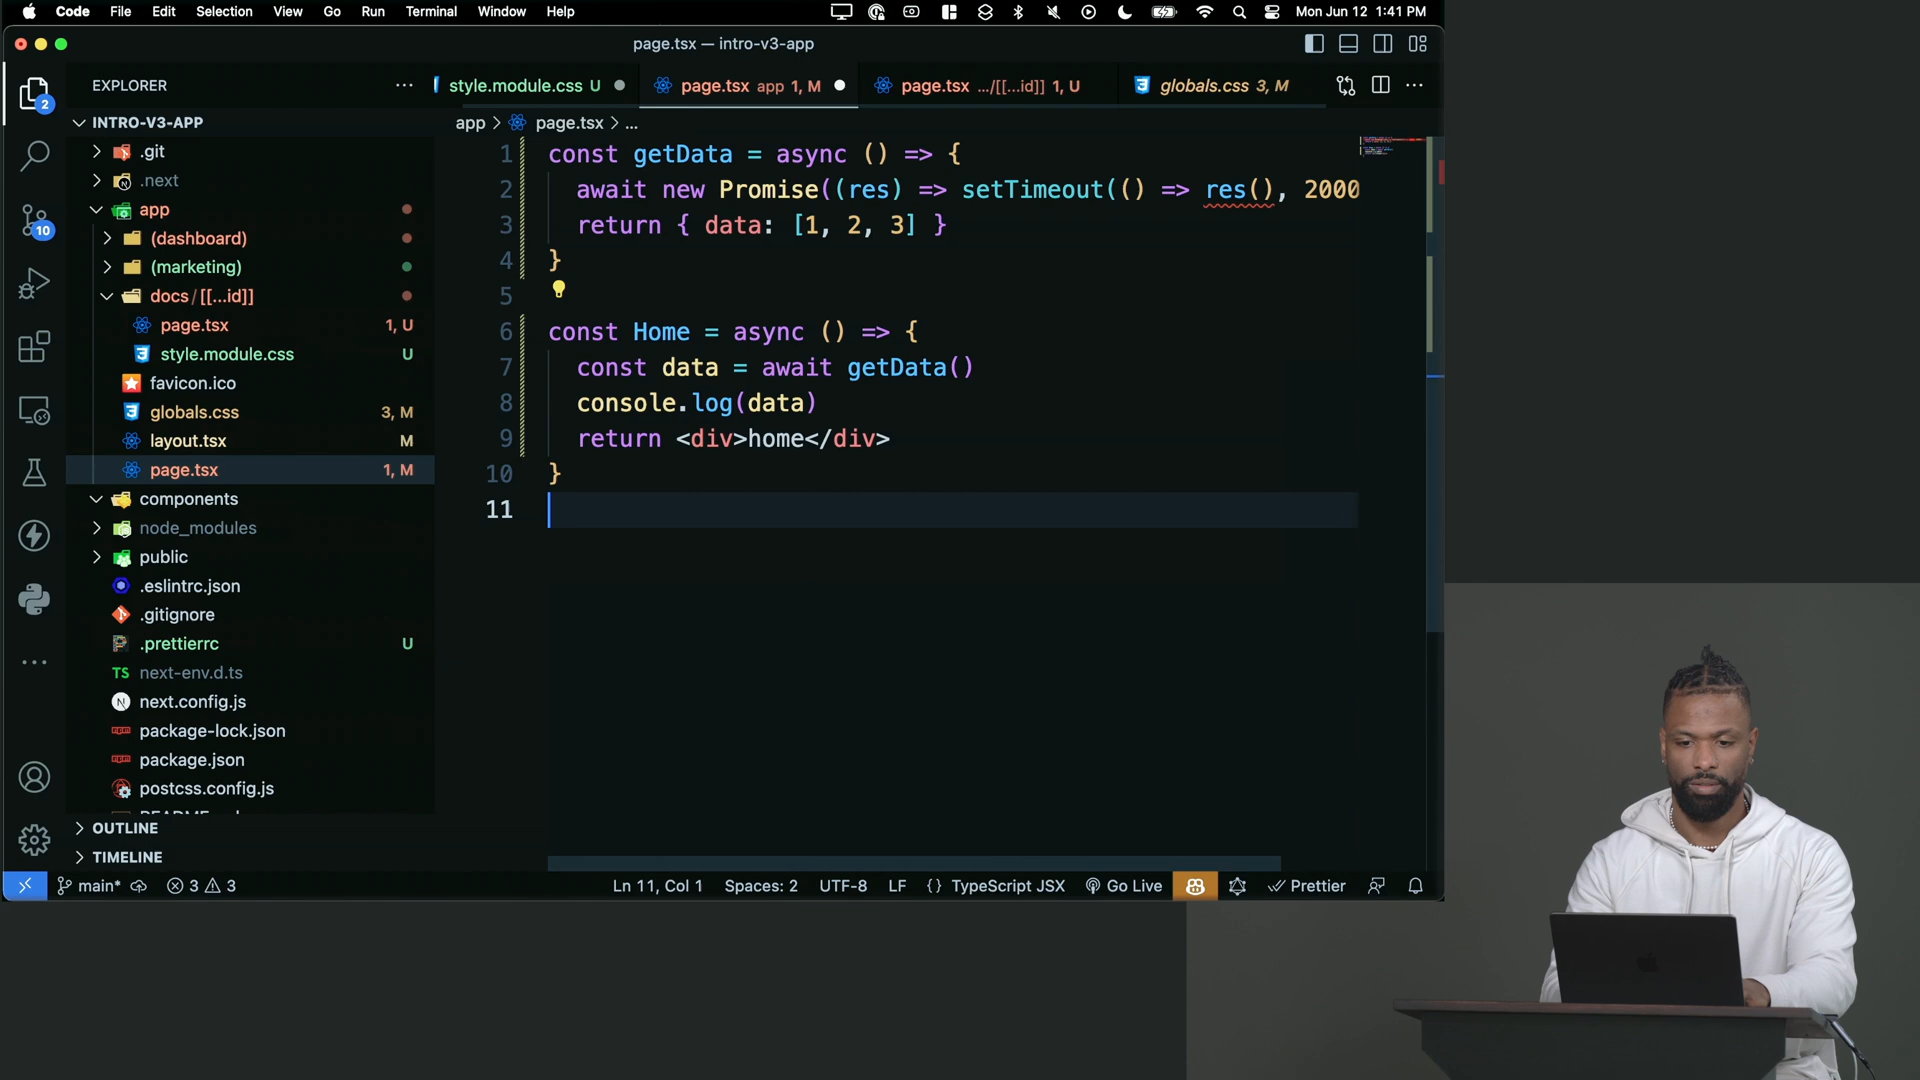 Code File Edit Selection View Go Run Terminal Window Help Mon Jun 12 1:41 PM
page.tsx — intro-v3-app
EXPLORER
style.module.css U
page.tsx app 1, M
page.tsx .../[[...id]] 1, U
globals.css 3, M
INTRO-V3-APP
app > page.tsx > ...
.git
.next
app
(dashboard)
(marketing)
docs/[[...id]]
page.tsx 1, U
style.module.css U
favicon.ico
globals.css 3, M
layout.tsx M
page.tsx 1, M
components
node_modules
public
.eslintrc.json
.gitignore
.prettierrc U
TS next-env.d.ts
next.config.js
package-lock.json
package.json
postcss.config.js
OUTLINE
TIMELINE
2
10
1 const getData = async () => {
2 await new Promise((res) => setTimeout(() => res(), 2000
3 return { data: [1, 2, 3] }
4 }
5
6 const Home = async () => {
7 const data = await getData()
8 console.log(data)
9 return <div>home</div>
10 }
11
main* 3 3 Ln 11, Col 1 Spaces: 2 UTF-8 LF {} TypeScript JSX Go Live Prettier